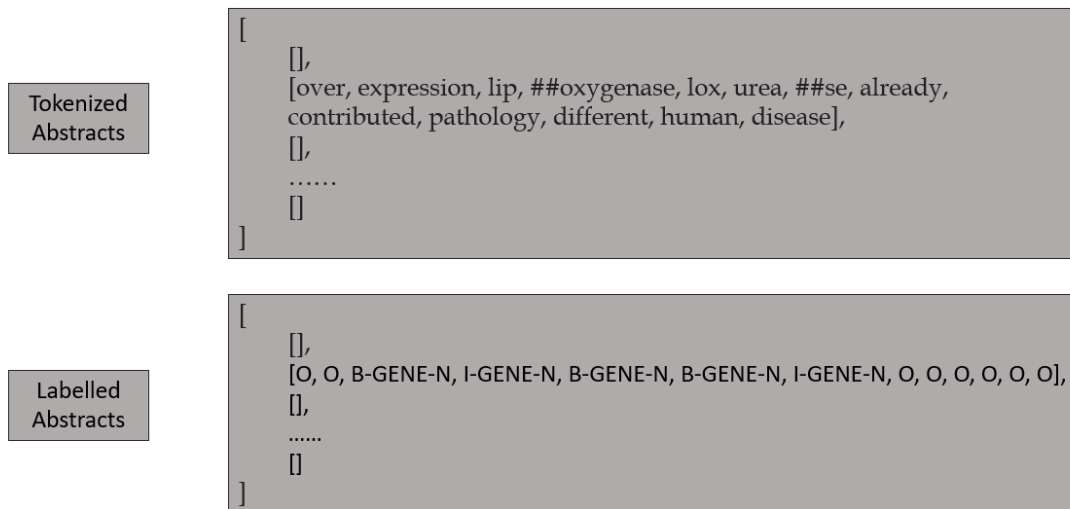 Tokenized
Abstracts
[
[],
[over, expression, lip, ##oxygenase, lox, urea, ##se, already,
contributed, pathology, different, human, disease],
[],
……
[]
]
Labelled
Abstracts
[
[],
[O, O, B-GENE-N, I-GENE-N, B-GENE-N, B-GENE-N, I-GENE-N, O, O, O, O, O, O],
[],
……
[]
]